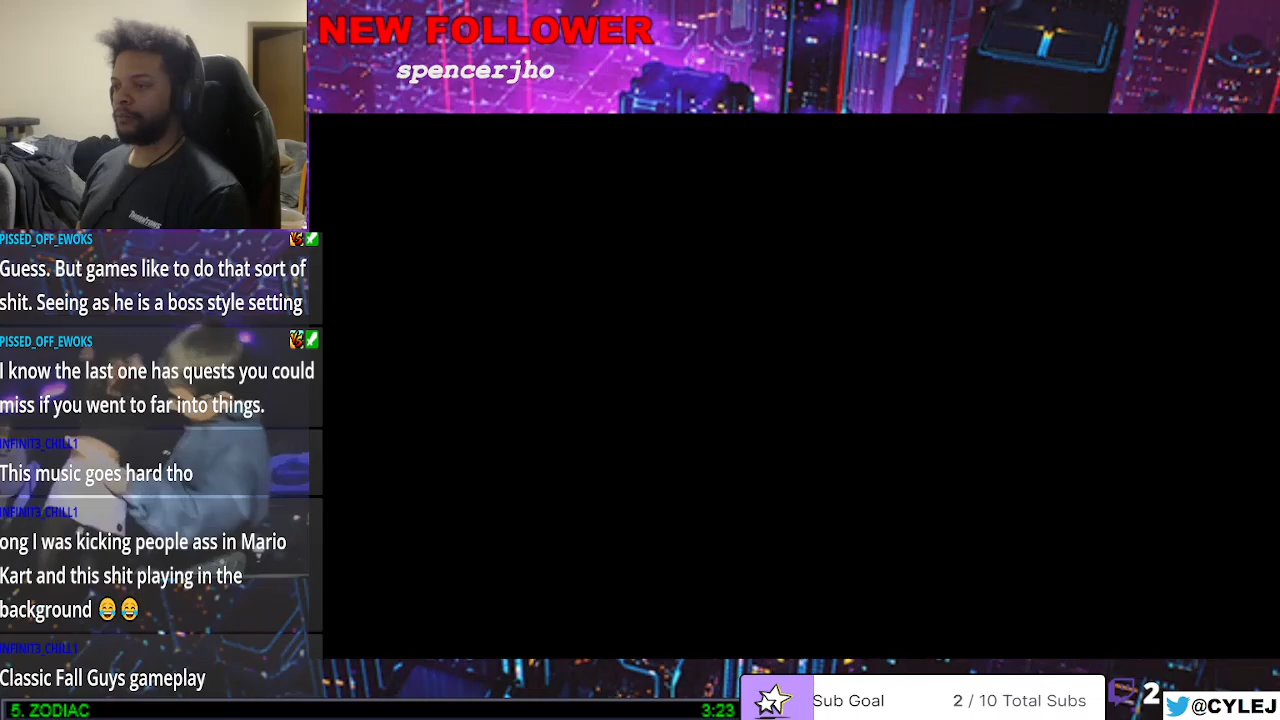 NEW FOLLOWER
spencerjho
PISSED_OFF_EWOKS
Guess. But games like to do that sort of
shit. Seeing as he is a boss style setting
PISSED_OFF_EWOKS
I know the last one has quests you could
miss if you went to far into things.
INFINIT3_CHILL1
This music goes hard tho
INFINIT3_CHILL1
ong I was kicking people ass in Mario
Kart and this shit playing in the
background 😂😂
INFINIT3_CHILL1
Classic Fall Guys gameplay
5. ZODIAC 3:23
Sub Goal 2 / 10 Total Subs
2
@CYLEJ